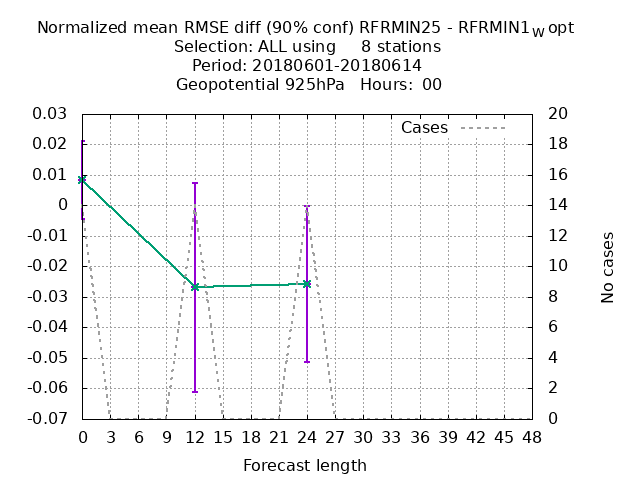 Normalized mean RMSE diff (90% conf) RFRMIN25 - RFRMIN1wopt
Selection: ALL using 8 stations
Period: 20180601-20180614
Geopotential 925hPa Hours: 00
Cases
0.03
0.02
0.01
0
-0.01
-0.02
-0.03
-0.04
-0.05
-0.06
-0.07
20
18
16
14
12
10
8
6
4
2
0
No cases
0 3 6 9 12 15 18 21 24 27 30 33 36 39 42 45 48
Forecast length